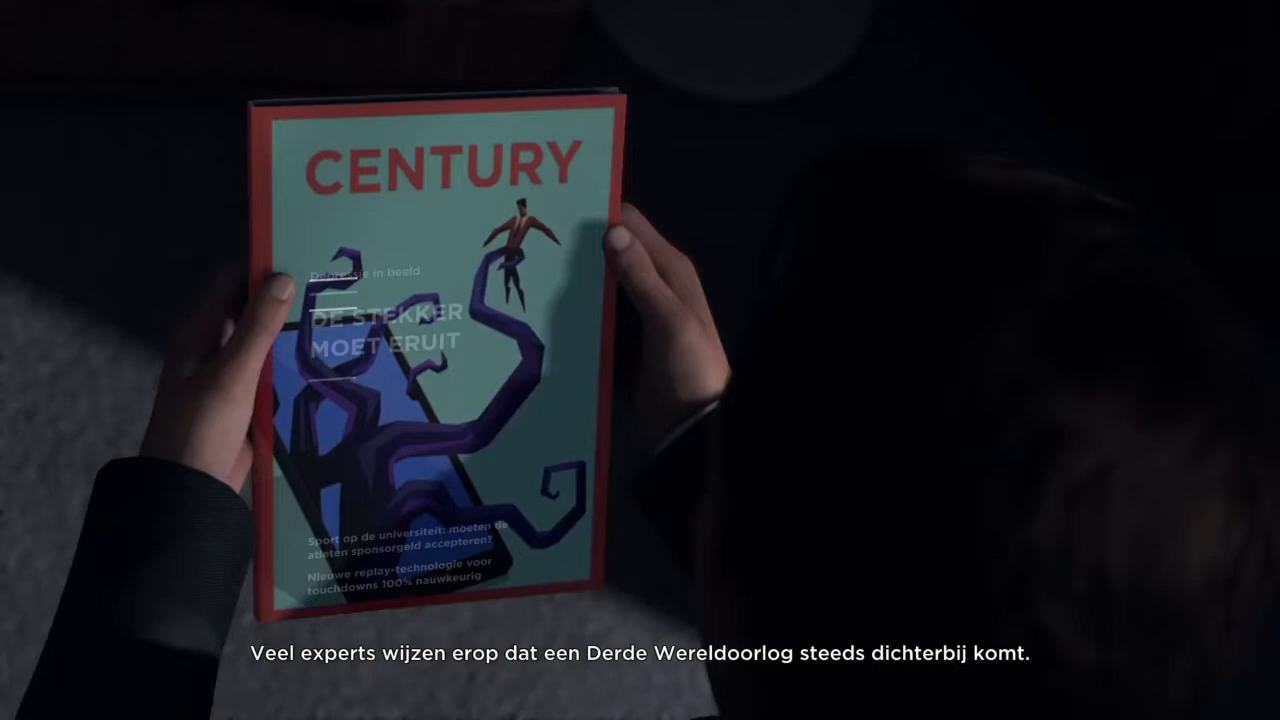 CENTURY
Depressie in beeld
DE STEKKER
MOET ERUIT
Sport op de universiteit: moeten de
atleten sponsorgeld accepteren?
Nieuwe replay-technologie voor
touchdowns 100% nauwkeurig
Veel experts wijzen erop dat een Derde Wereldoorlog steeds dichterbij komt.